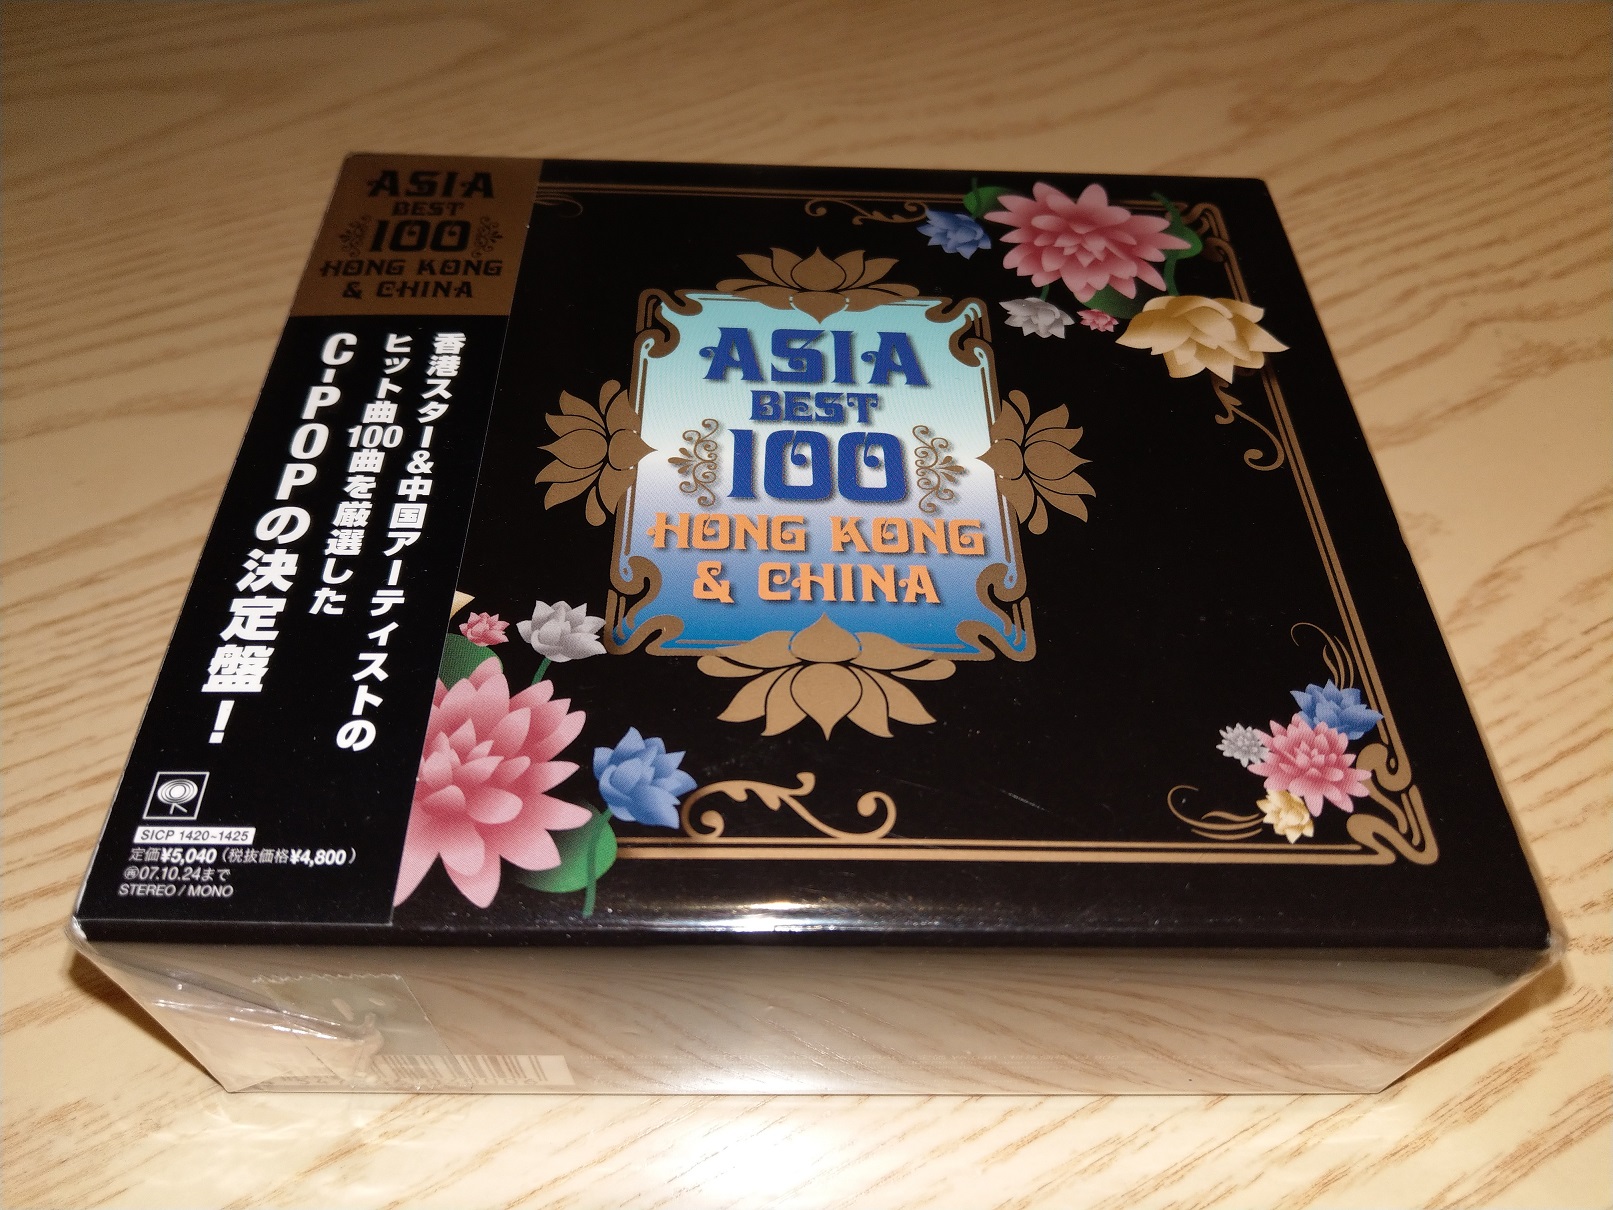 ASIA
BEST
100
HONG KONG
& CHINA
香港スター&中国アーティストの
ヒット曲100曲を厳選した
C-POPの決定盤!
SICP 1420~1425
定価¥5,040(税抜価格¥4,800)
㋾07.10.24まで
STEREO / MONO
ASIA
BEST
100
HONG KONG
& CHINA